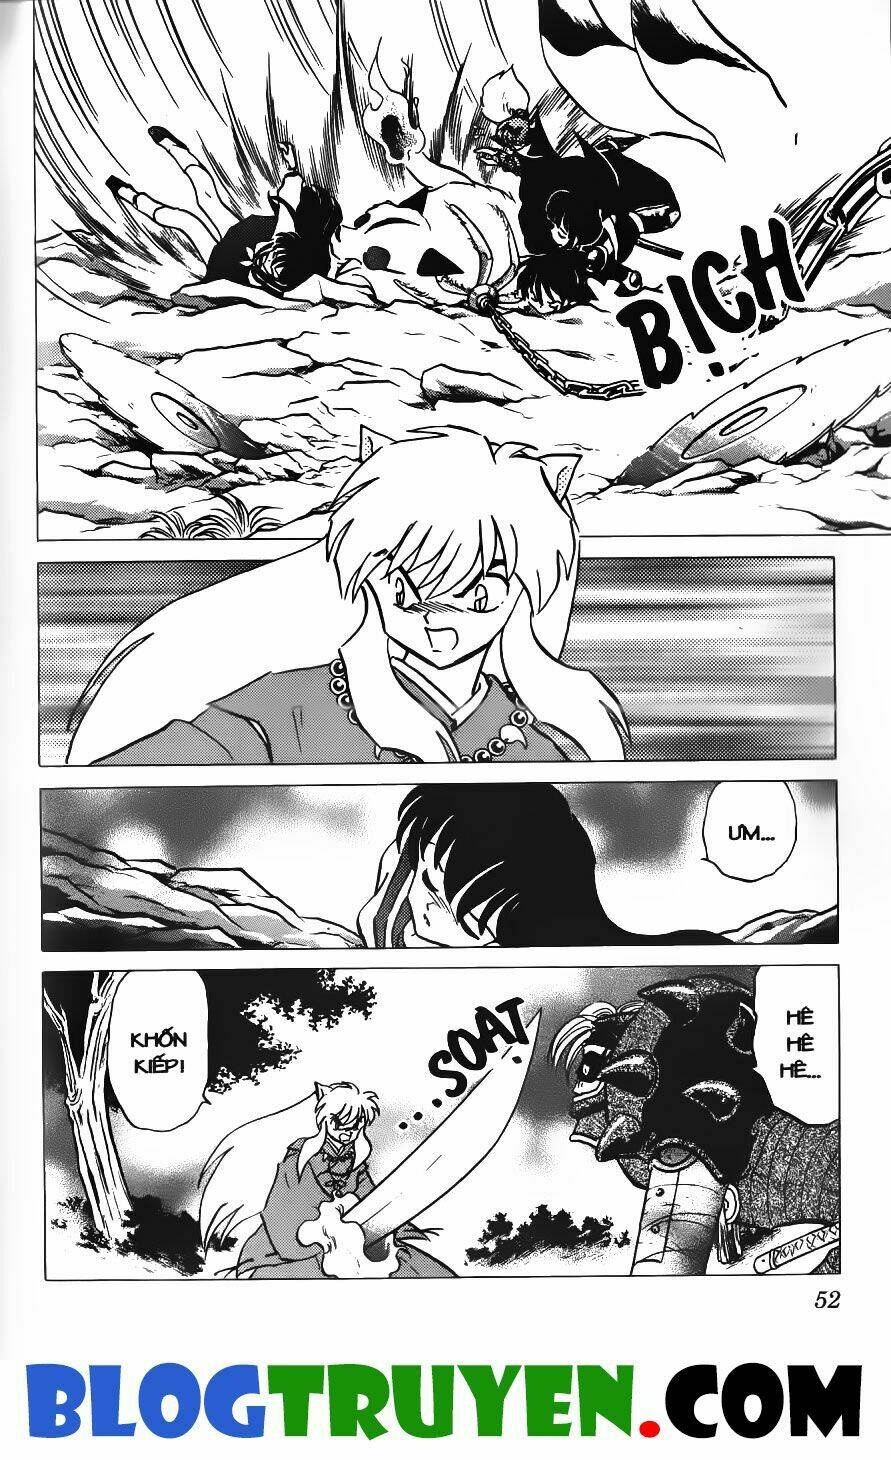 BỊCH
ƯM...
HÊ
HÊ
HÊ...
SOẠT
KHỐN
KIẾP!
52
BLOGTRUYEN.COM